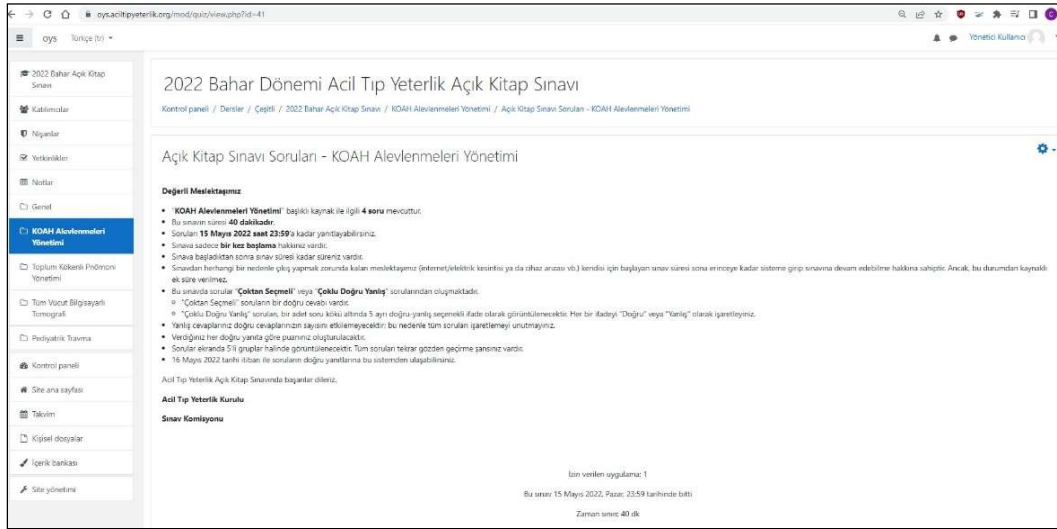 oys.aciltipyeterlik.org/mod/quiz/view.php?id=41
OYS Türkçe (tr)
Yönetici Kullanıcı
2022 Bahar Açık Kitap
Sınavı
Katılımcılar
Nişanlar
Yetkinlikler
Notlar
Genel
KOAH Alevlenmeleri
Yönetimi
Toplum Kökenli Pnömoni
Yönetimi
Tüm Vücut Bilgisayarlı
Tomografi
Pediyatrik Travma
Kontrol paneli
Site ana sayfası
Takvim
Kişisel dosyalar
İçerik bankası
Site yönetimi
2022 Bahar Dönemi Acil Tıp Yeterlik Açık Kitap Sınavı
Kontrol paneli / Dersler / Çeşitli / 2022 Bahar Açık Kitap Sınavı / KOAH Alevlenmeleri Yönetimi / Açık Kitap Sınavı Soruları - KOAH Alevlenmeleri Yönetimi
Açık Kitap Sınavı Soruları - KOAH Alevlenmeleri Yönetimi
Değerli Meslektaşımız
• "KOAH Alevlenmeleri Yönetimi" başlıklı kaynak ile ilgili 4 soru mevcuttur.
• Bu sınavın süresi 40 dakikadır.
• Soruları 15 Mayıs 2022 saat 23:59'a kadar yanıtlayabilirsiniz.
• Sınava sadece bir kez başlama hakkınız vardır.
• Sınava başladıktan sonra sınav süresi kadar süreniz vardır.
• Sınavdan herhangi bir nedenle çıkış yapmak zorunda kalan meslektaşımız (internet/elektrik kesintisi ya da cihaz arızası vb.) kendisi için başlayan sınav süresi sona erinceye kadar sisteme girip sınavına devam edebilme hakkına sahiptir. Ancak, bu durumdan kaynaklı
ek süre verilmez.
• Bu sınavda sorular "Çoktan Seçmeli" veya "Çoklu Doğru Yanlış" sorularından oluşmaktadır.
○ "Çoktan Seçmeli" soruların bir doğru cevabı vardır.
○ "Çoklu Doğru Yanlış" soruları, bir adet soru kökü altında 5 ayrı doğru-yanlış seçenekli ifade olarak görüntülenecektir. Her bir ifadeyi "Doğru" veya "Yanlış" olarak işaretleyiniz.
• Yanlış cevaplarınız doğru cevaplarınızın sayısını etkilemeyecektir; bu nedenle tüm soruları işaretlemeyi unutmayınız.
• Verdiğiniz her doğru yanıta göre puanınız oluşturulacaktır.
• Sorular ekranda 5'li gruplar halinde görüntülenecektir. Tüm soruları tekrar gözden geçirme şansınız vardır.
• 16 Mayıs 2022 tarihi itibarı ile soruların doğru yanıtlarına bu sistemden ulaşabilirsiniz.
Acil Tıp Yeterlik Açık Kitap Sınavında başarılar dileriz.
Acil Tıp Yeterlik Kurulu
Sınav Komisyonu
İzin verilen uygulama: 1
Bu sınav 15 Mayıs 2022, Pazar, 23:59 tarihinde bitti
Zaman sınırı: 40 dk